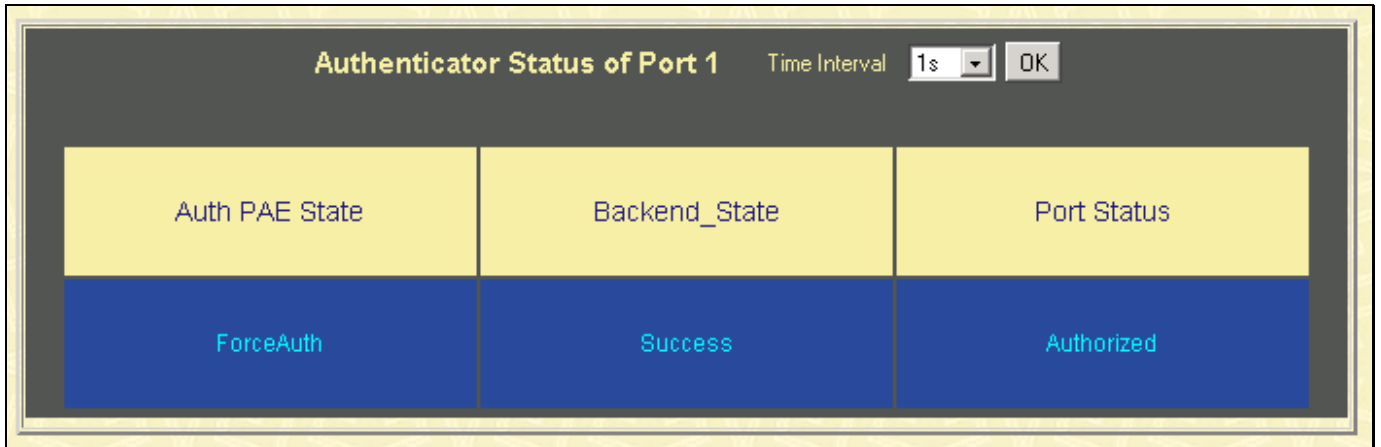 Authenticator Status of Port 1 Time Interval 1s OK
Auth PAE State Backend_State Port Status
ForceAuth Success Authorized